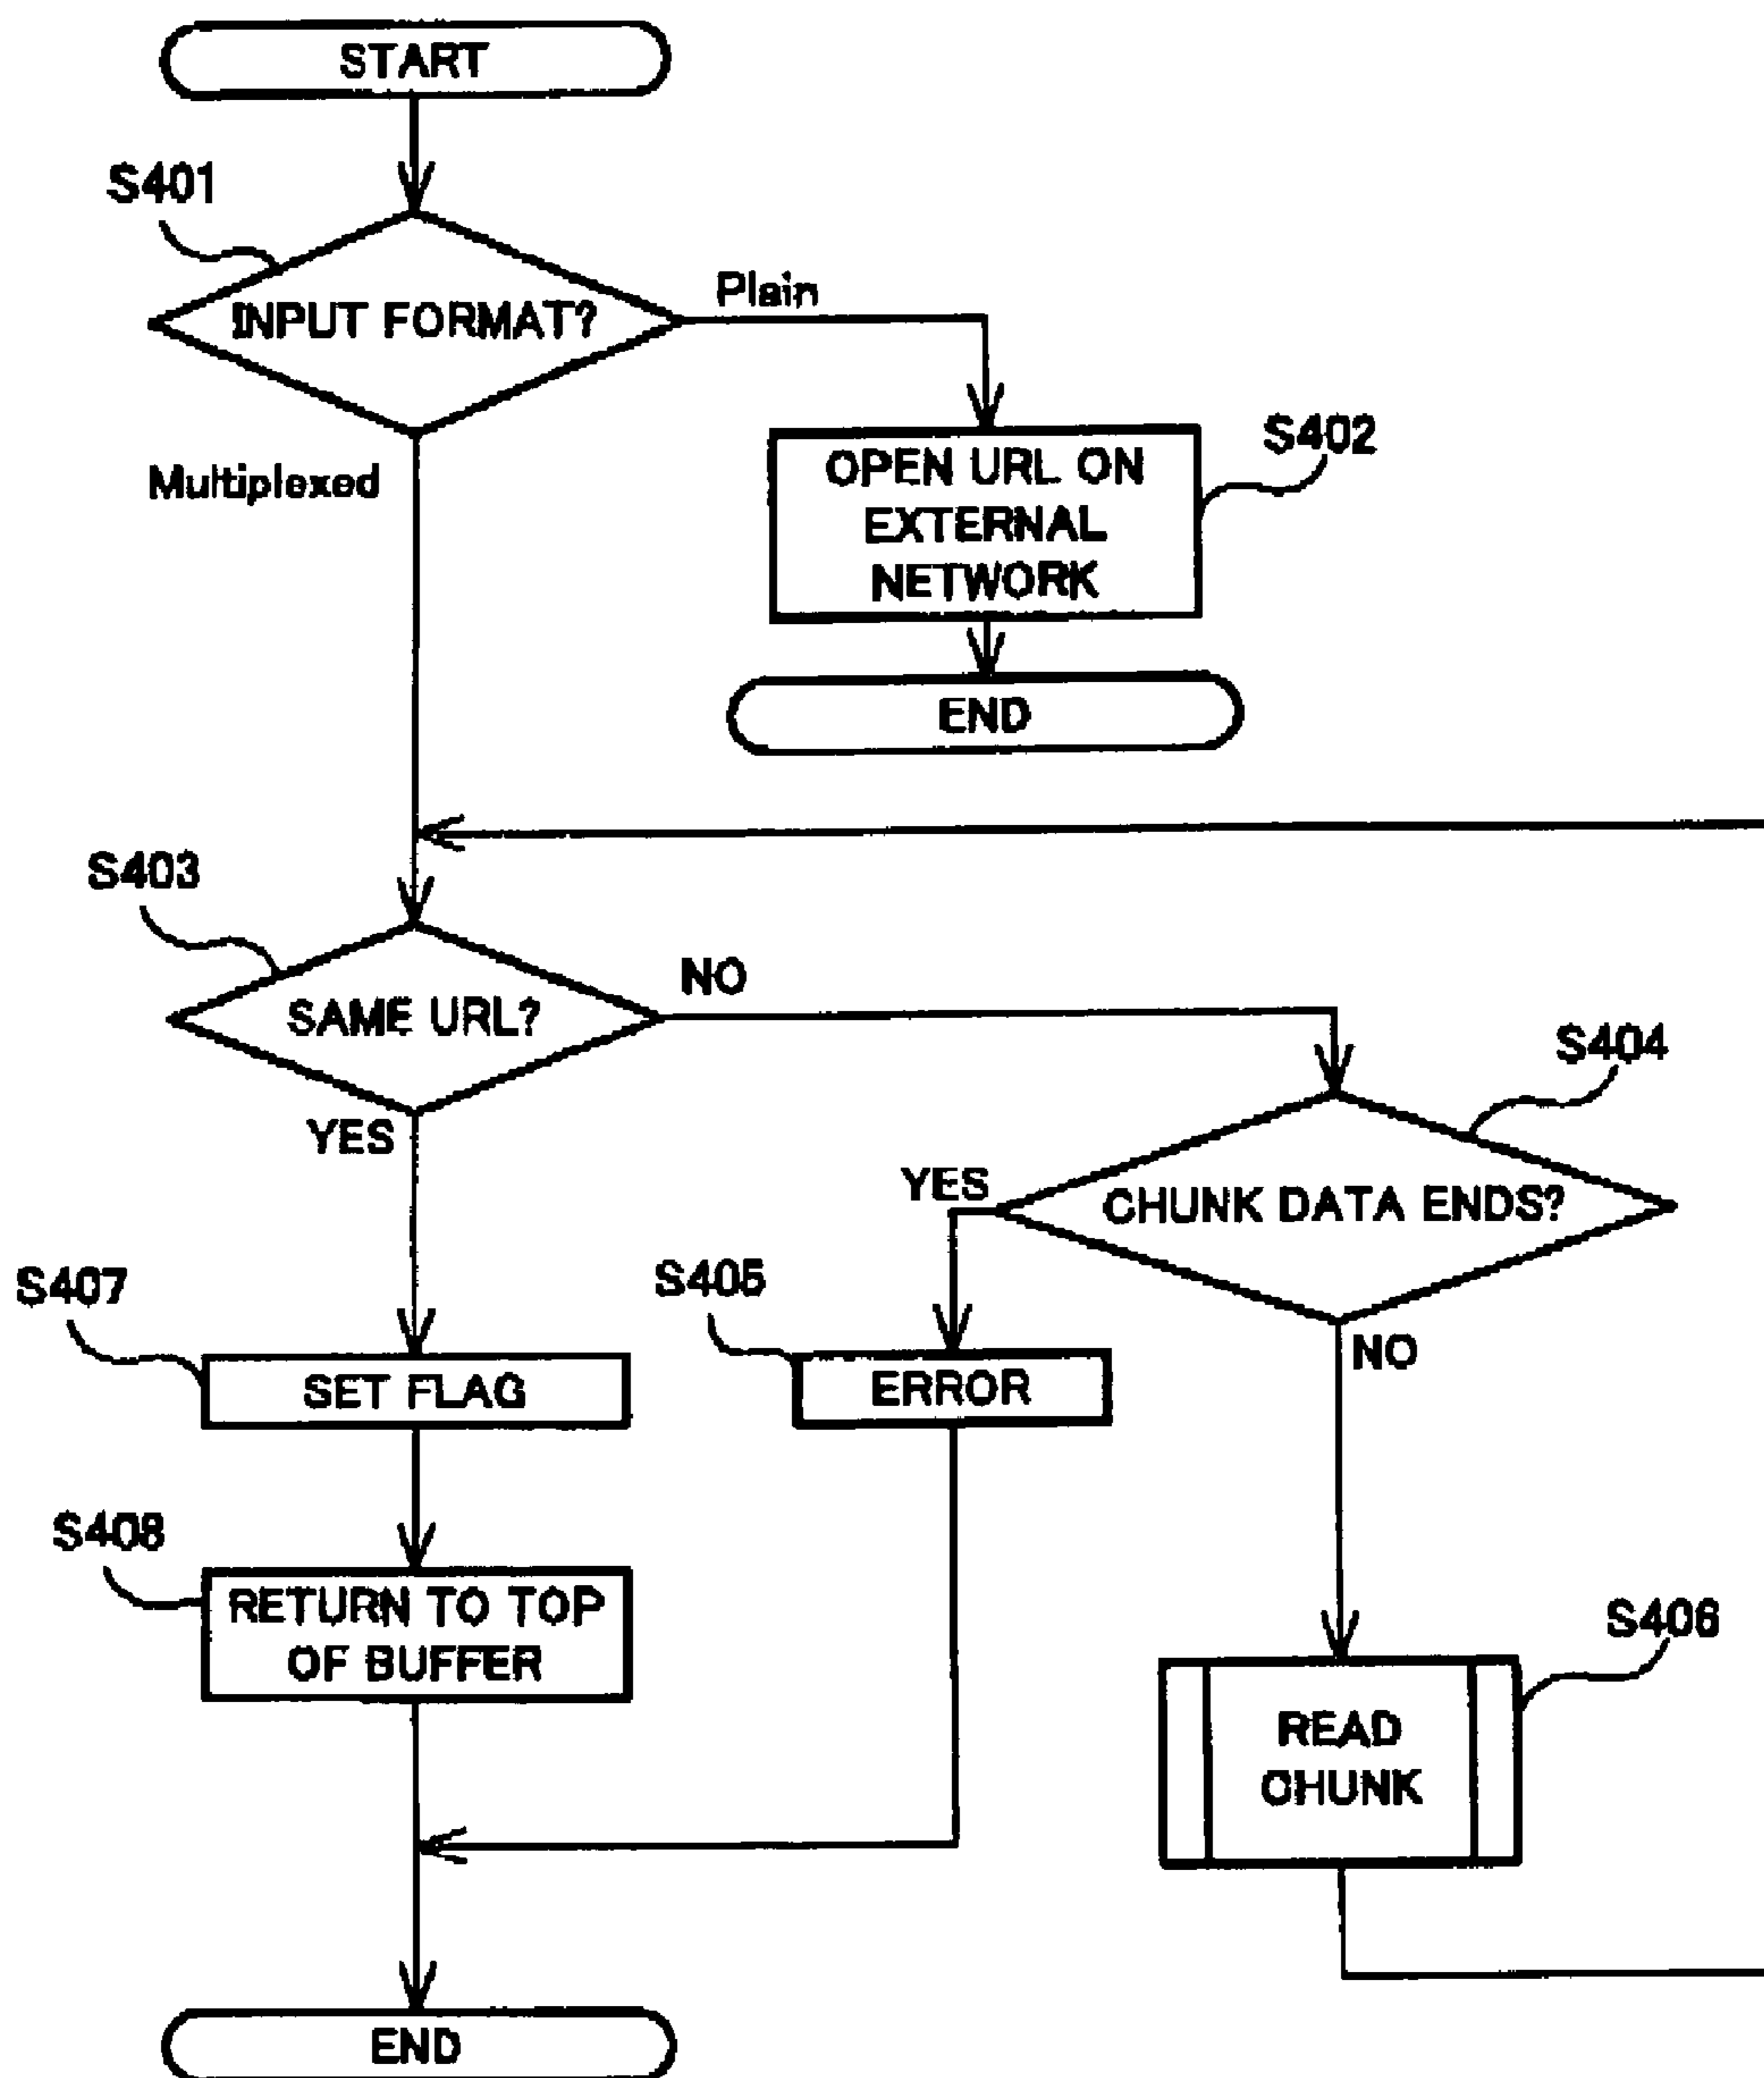 START
S401
INPUT FORMAT?
Plain
Multiplexed
S402
OPEN URL ON
EXTERNAL
NETWORK
END
S403
SAME URL?
NO
YES
S404
CHUNK DATA ENDS?
YES
NO
S407
SET FLAG
S405
ERROR
S408
RETURN TO TOP
OF BUFFER
S406
READ
CHUNK
END